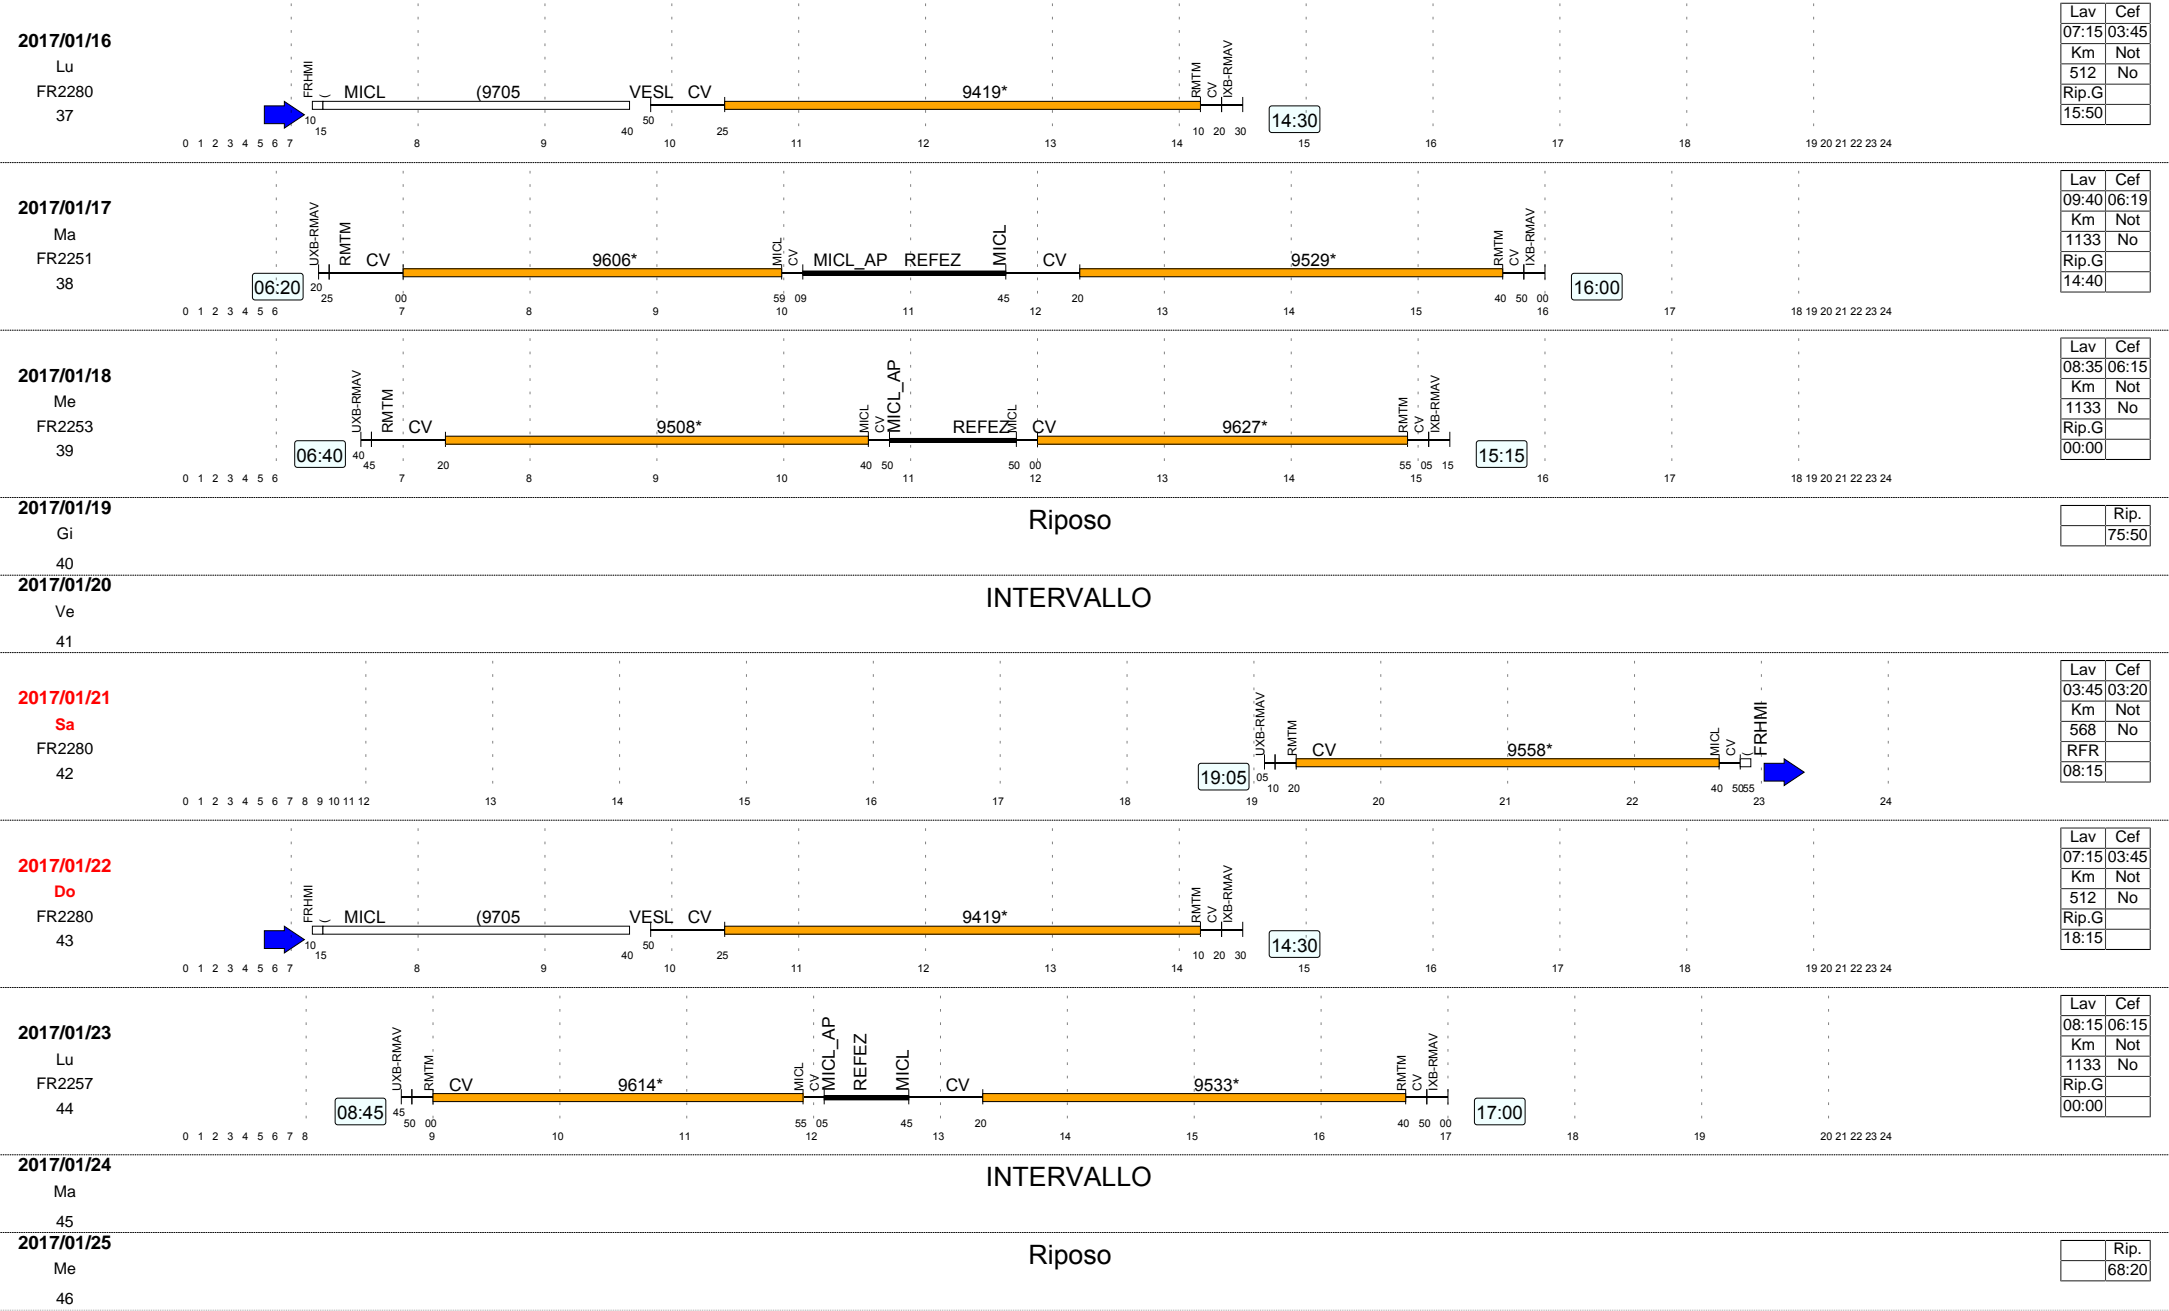 2017/01/16
Lu
FR2280
37
FRHMI ( MICL (9705 VESL CV 9419* RMTM CV IXB-RMAV
10 15 40 50 25 10 20 30
14:30
0 1 2 3 4 5 6 7 8 9 10 11 12 13 14 15 16 17 18 19 20 21 22 23 24
Lav Cef
07:15 03:45
Km Not
512 No
Rip.G
15:50
2017/01/17
Ma
FR2251
38
06:20
UXB-RMAV RMTM CV 9606* MICL CV MICL_AP REFEZ MICL CV 9529* RMTM CV IXB-RMAV
20 25 00 59 09 45 20 40 50 00
16:00
0 1 2 3 4 5 6 7 8 9 10 11 12 13 14 15 16 17 18 19 20 21 22 23 24
Lav Cef
09:40 06:19
Km Not
1133 No
Rip.G
14:40
2017/01/18
Me
FR2253
39
06:40
UXB-RMAV RMTM CV 9508* MICL CV MICL_AP REFEZ MICL CV 9627* RMTM CV IXB-RMAV
40 45 20 40 50 50 00 55 05 15
15:15
0 1 2 3 4 5 6 7 8 9 10 11 12 13 14 15 16 17 18 19 20 21 22 23 24
Lav Cef
08:35 06:15
Km Not
1133 No
Rip.G
00:00
2017/01/19
Gi
40
Riposo
Rip.
75:50
2017/01/20
Ve
41
INTERVALLO
2017/01/21
Sa
FR2280
42
19:05
UXB-RMAV RMTM CV 9558* MICL CV ( FRHMI
05 10 20 40 50 55
0 1 2 3 4 5 6 7 8 9 10 11 12 13 14 15 16 17 18 19 20 21 22 23 24
Lav Cef
03:45 03:20
Km Not
568 No
RFR
08:15
2017/01/22
Do
FR2280
43
FRHMI ( MICL (9705 VESL CV 9419* RMTM CV IXB-RMAV
10 15 40 50 25 10 20 30
14:30
0 1 2 3 4 5 6 7 8 9 10 11 12 13 14 15 16 17 18 19 20 21 22 23 24
Lav Cef
07:15 03:45
Km Not
512 No
Rip.G
18:15
2017/01/23
Lu
FR2257
44
08:45
UXB-RMAV RMTM CV 9614* MICL CV MICL_AP REFEZ MICL CV 9533* RMTM CV IXB-RMAV
45 50 00 55 05 45 20 40 50 00
17:00
0 1 2 3 4 5 6 7 8 9 10 11 12 13 14 15 16 17 18 19 20 21 22 23 24
Lav Cef
08:15 06:15
Km Not
1133 No
Rip.G
00:00
2017/01/24
Ma
45
INTERVALLO
2017/01/25
Me
46
Riposo
Rip.
68:20